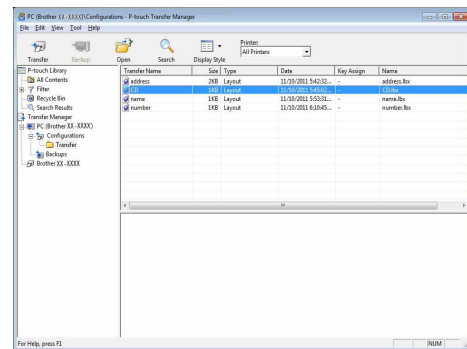 PC (Brother XX-XXXX)\Configurations - P-touch Transfer Manager
File Edit View Tool Help
Transfer Backup Open Search Display Style
Printer:
All Printers
P-touch Library
All Contents
Filter
Recycle Bin
Search Results
Transfer Manager
PC (Brother XX-XXXX)
Configurations
Transfer
Backups
Brother XX-XXXX
Transfer Name Size Type Date Key Assign Name
address 2KB Layout 11/10/2011 5:42:32... - address.lbx
CD 1KB Layout 11/10/2011 5:45:02... - CD.lbx
name 1KB Layout 11/10/2011 5:53:31... - name.lbx
number 1KB Layout 11/10/2011 6:10:45... - number.lbx
For Help, press F1
NUM